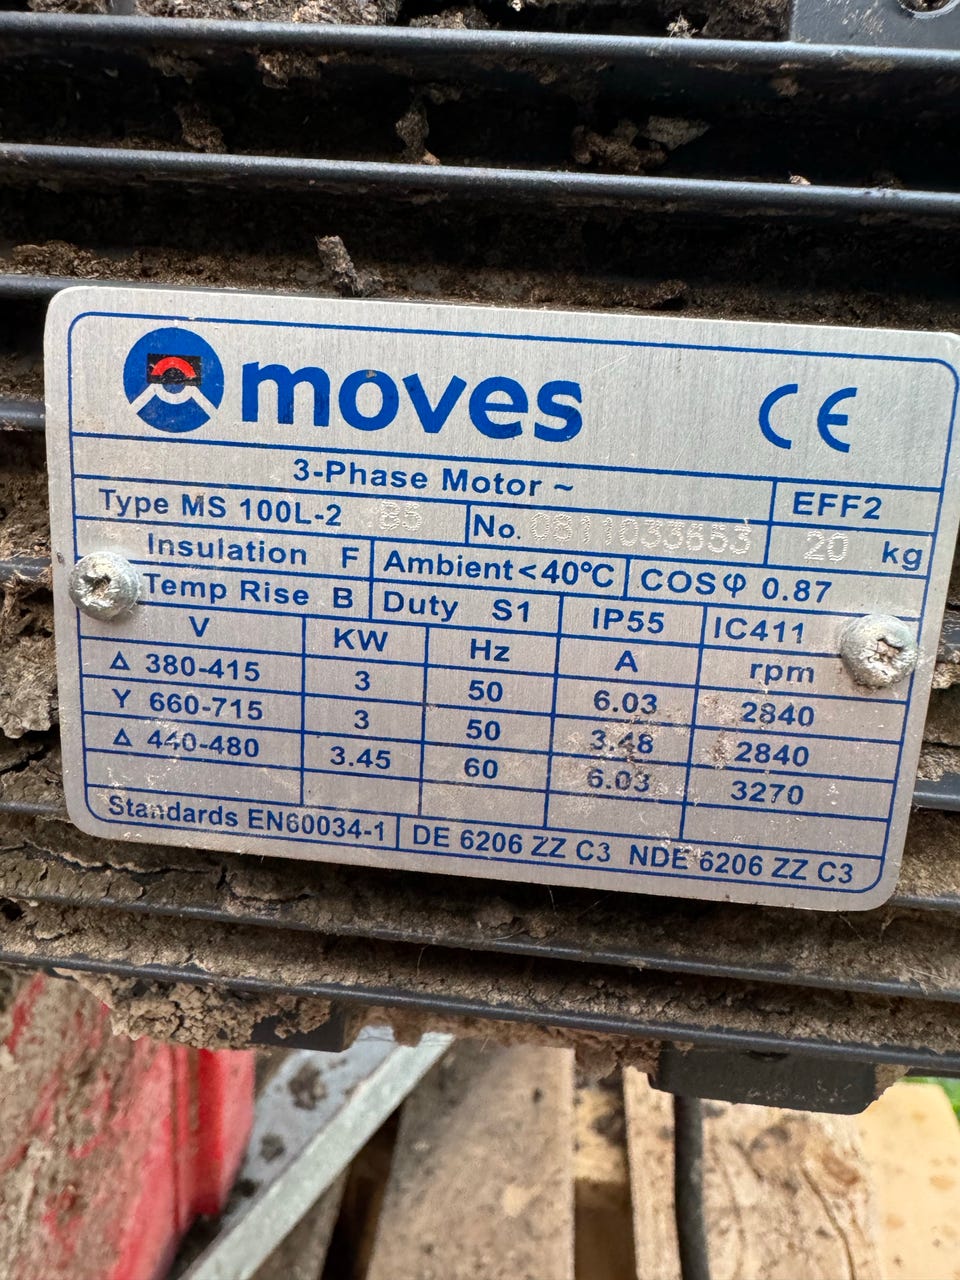 moves CE
3-Phase Motor ~
EFF2
Type MS 100L-2 B5 No. 0811033653 20 kg
Insulation F Ambient<40°C COSφ 0.87
Temp Rise B Duty S1 IP55 IC411
V KW Hz A rpm
Δ 380-415 3 50 6.03 2840
Y 660-715 3 50 3.48 2840
Δ 440-480 3.45 60 6.03 3270
Standards EN60034-1 DE 6206 ZZ C3 NDE 6206 ZZ C3